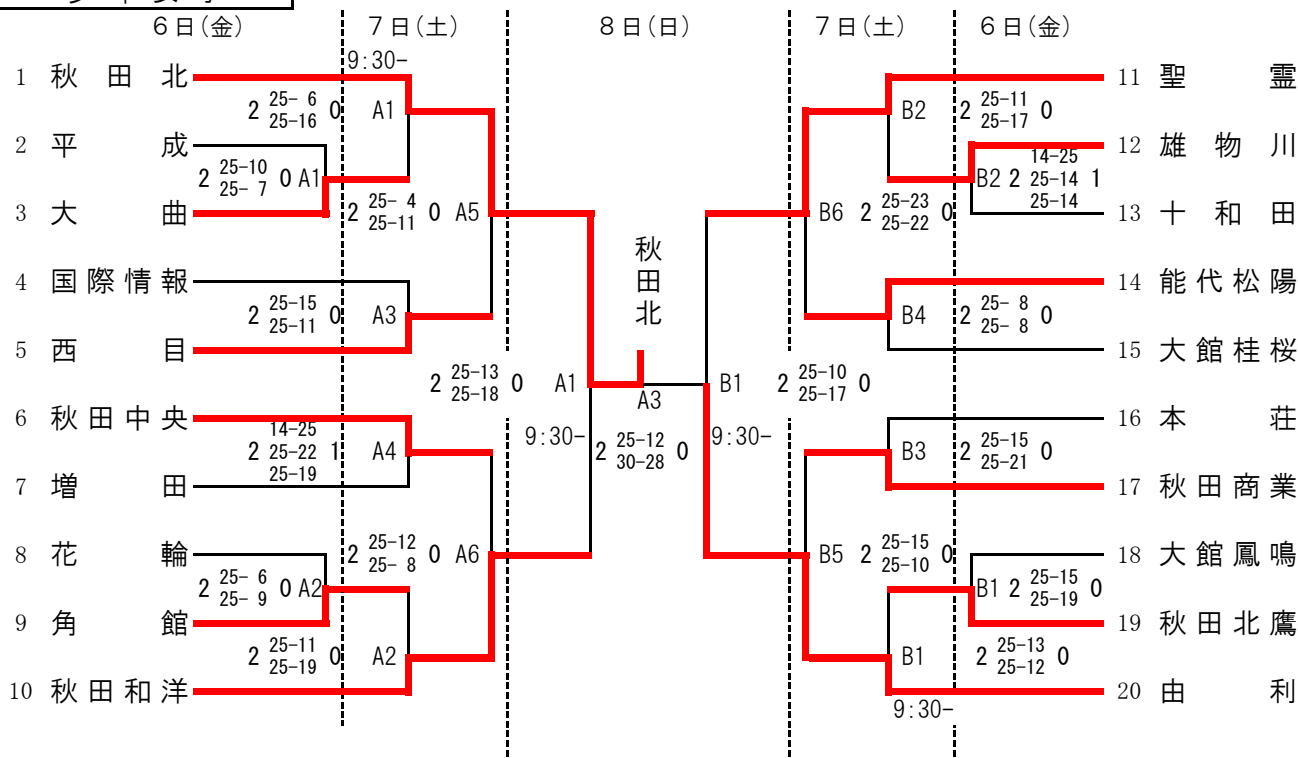 6日(金) 7日(土) 8日(日) 7日(土) 6日(金)
9:30-
1 秋田北
2 25-6 25-16 0 A1
2 平成
2 25-10 25-7 0 A1
3 大曲
2 25-4 25-11 0 A5
4 国際情報
2 25-15 25-11 0 A3
5 西目
2 25-13 25-18 0 A1
6 秋田中央
2 14-25 25-22 25-19 1 A4
9:30-
7 増田
8 花輪
2 25-12 25-8 0 A6
2 25-6 25-9 0 A2
9 角館
2 25-11 25-19 0 A2
10 秋田和洋
秋田北
A3
2 25-12 30-28 0
11 聖霊
B2 2 25-11 25-17 0
12 雄物川
B2 2 14-25 25-14 25-14 1
13 十和田
B6 2 25-23 25-22 0
14 能代松陽
B4 2 25-8 25-8 0
15 大館桂桜
B1 2 25-10 25-17 0
9:30-
16 本荘
B3 2 25-15 25-21 0
17 秋田商業
B5 2 25-15 25-10 0
18 大館鳳鳴
B1 2 25-15 25-19 0
19 秋田北鷹
B1 2 25-13 25-12 0
20 由利
9:30-